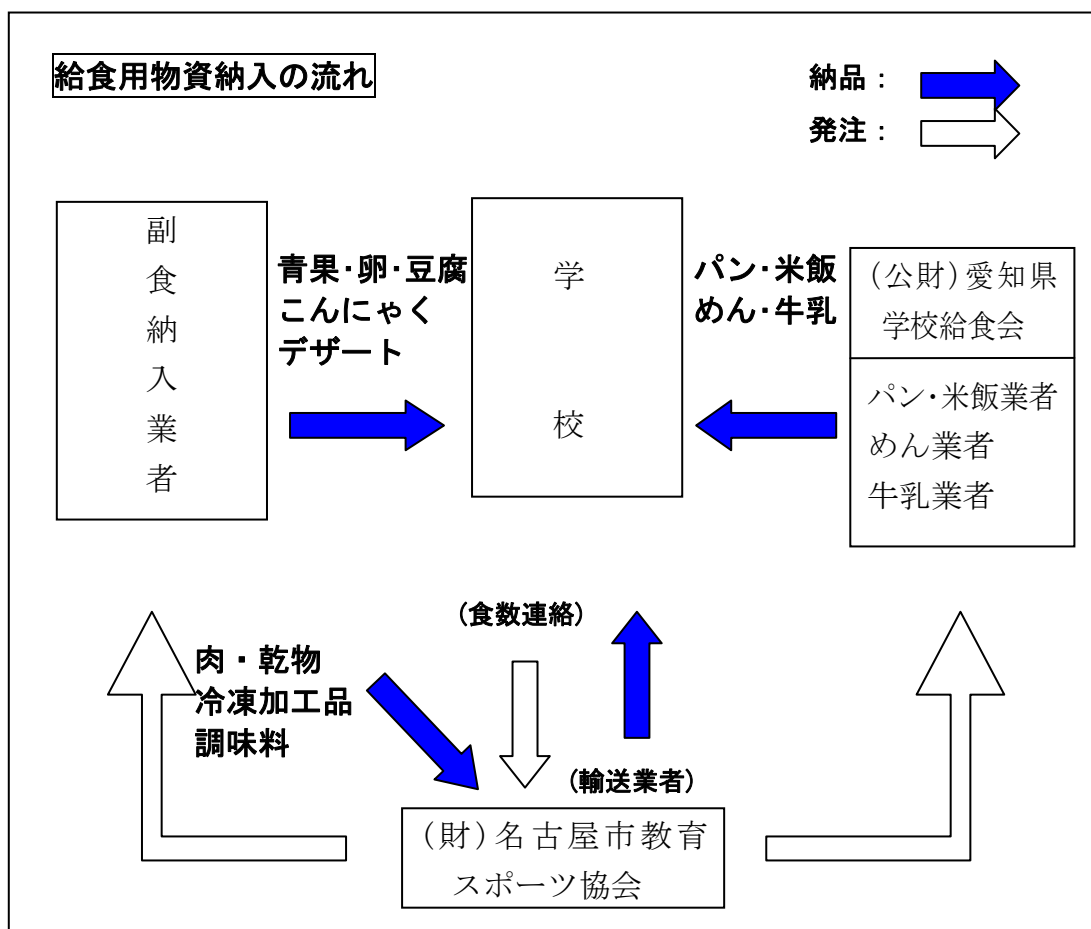 給食用物資納入の流れ
納品：
発注：
副食納入業者
青果・卵・豆腐
こんにゃく
デザート
学校
パン・米飯
めん・牛乳
(公財)愛知県
学校給食会
パン・米飯業者
めん業者
牛乳業者
肉・乾物
冷凍加工品
調味料
(食数連絡)
(輸送業者)
(財)名古屋市教育
スポーツ協会